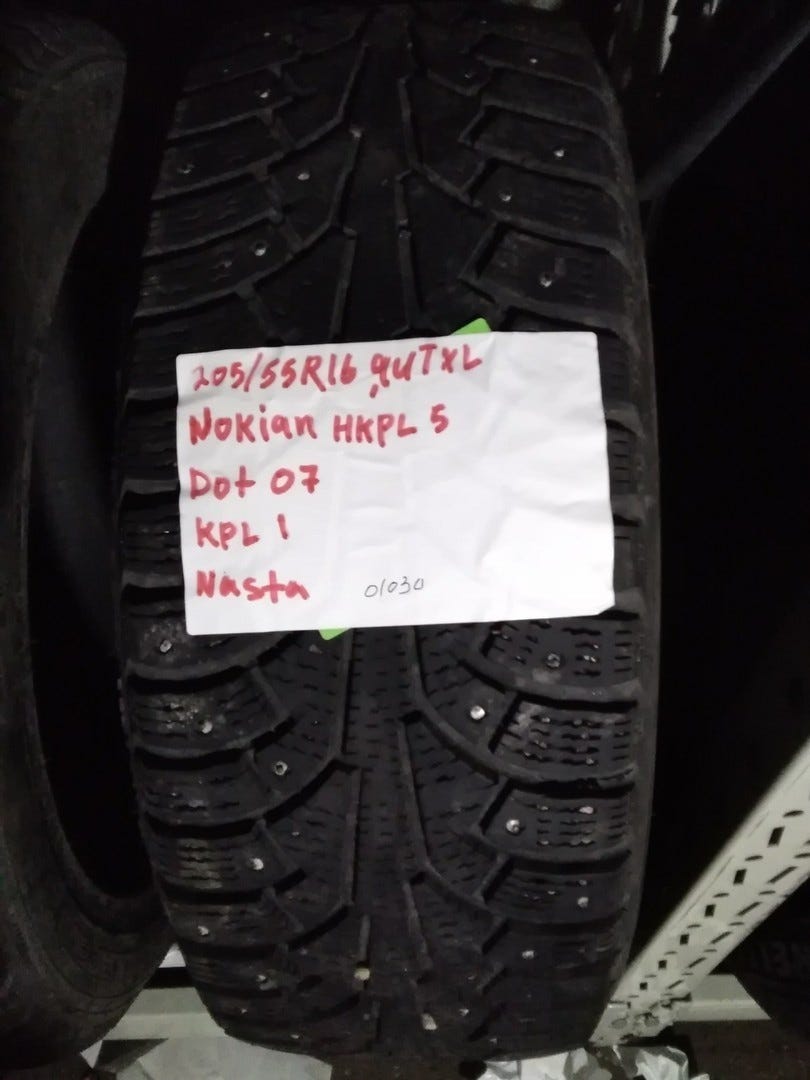 205/55R16 94TXL
Nokian HKPL 5
Dot 07
KPL 1
Nasta 01030